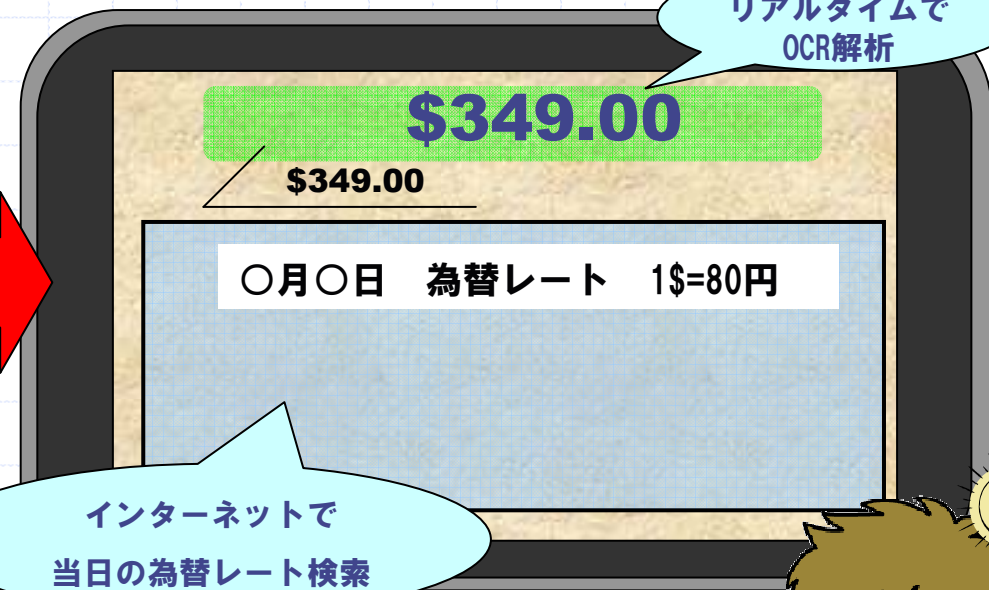 リアルタイムで
OCR解析
$349.00
$349.00
○月○日　為替レート　1$=80円
インターネットで
当日の為替レート検索